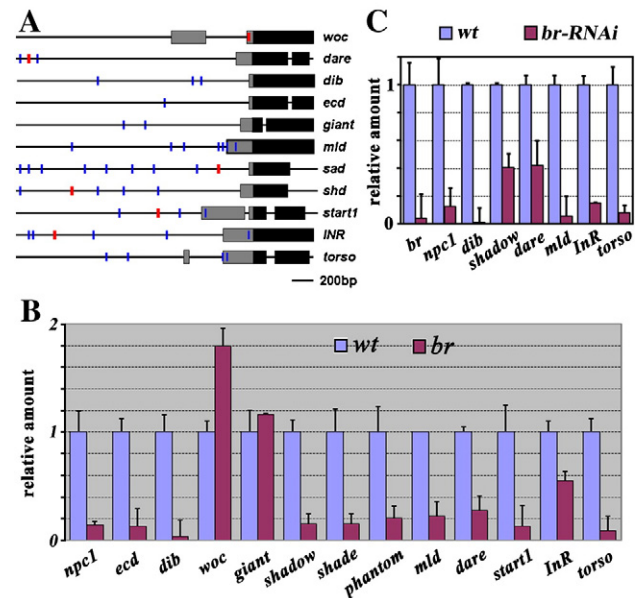 A
woc
dare
dib
ecd
giant
mld
sad
shd
start1
INR
torso
200bp
C
wt br-RNAi
relative amount
1
0
br npc1 dib shadow dare mld InR torso
B
wt br
relative amount
2
1
0
npc1 ecd dib woc giant shadow shade phantom mld dare start1 InR torso